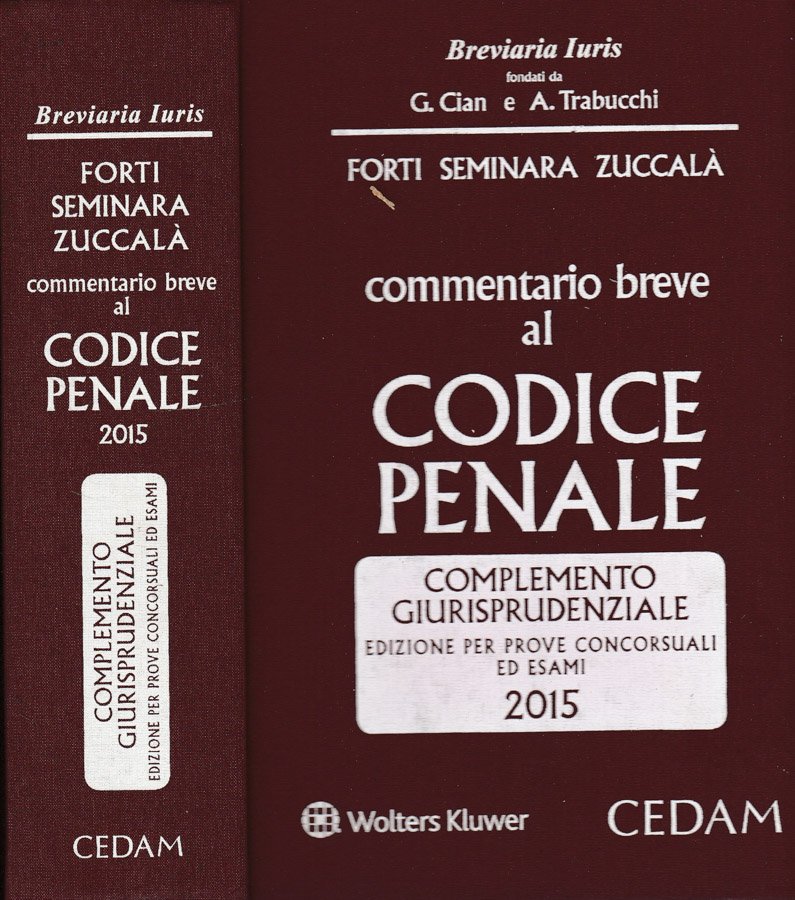 Breviaria Iuris
FORTI
SEMINARA
ZUCCALÀ
commentario breve
al
CODICE
PENALE
2015
COMPLEMENTO
GIURISPRUDENZIALE
EDIZIONE PER PROVE CONCORSUALI ED ESAMI
CEDAM
Breviaria Iuris
fondati da
G. Cian e A. Trabucchi
FORTI SEMINARA ZUCCALÀ
commentario breve
al
CODICE
PENALE
COMPLEMENTO
GIURISPRUDENZIALE
EDIZIONE PER PROVE CONCORSUALI
ED ESAMI
2015
Wolters Kluwer
CEDAM